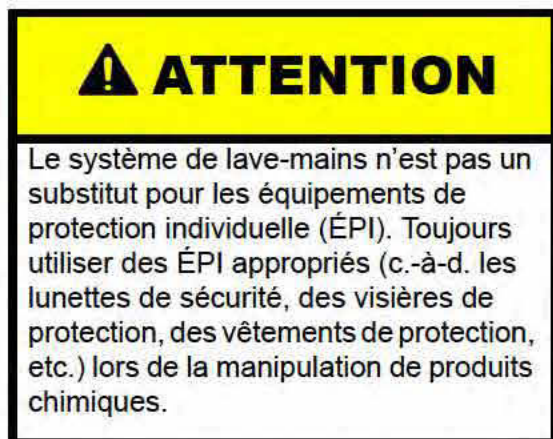 ATTENTION
Le système de lave-mains n'est pas un
substitut pour les équipements de
protection individuelle (ÉPI). Toujours
utiliser des ÉPI appropriés (c.-à-d. les
lunettes de sécurité, des visières de
protection, des vêtements de protection,
etc.) lors de la manipulation de produits
chimiques.